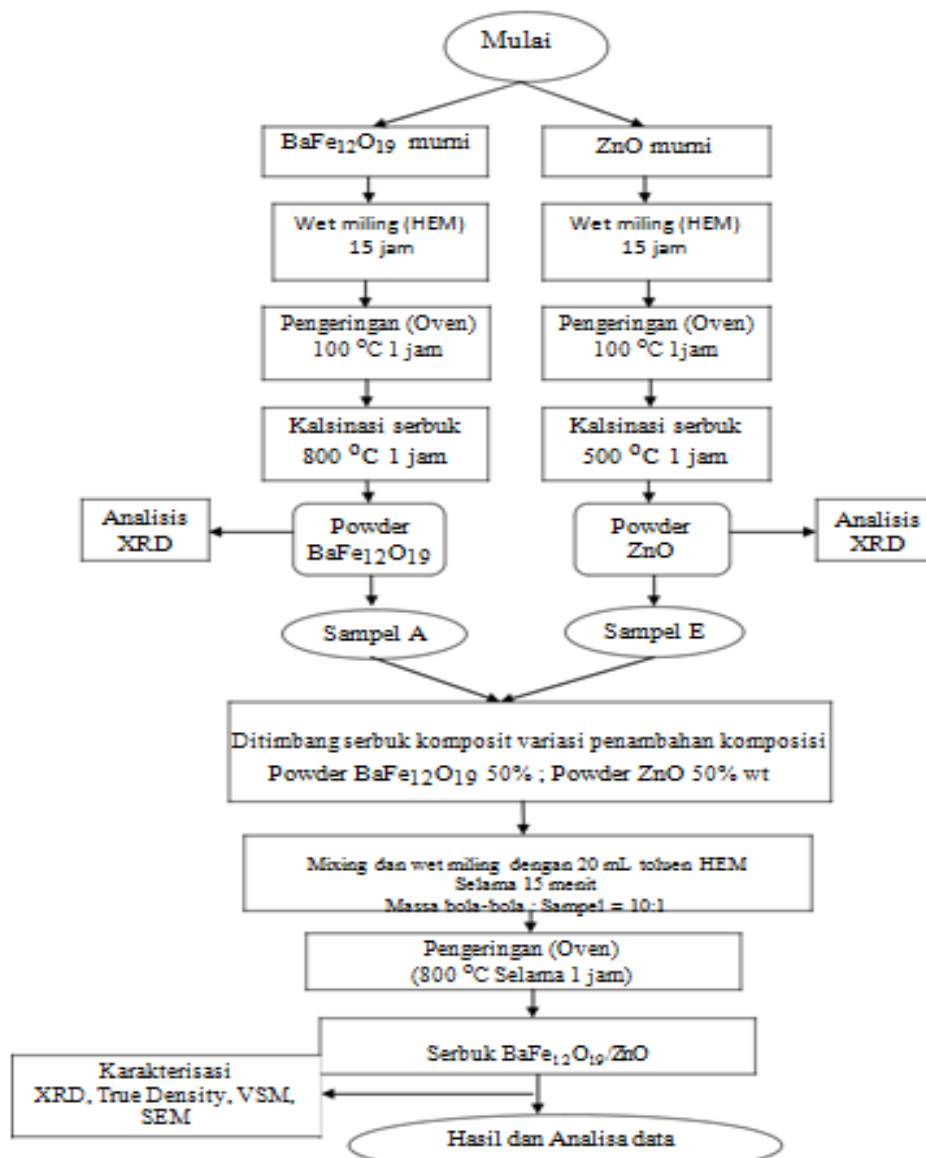 Mulai
BaFe12O19 murni
ZnO murni
Wet miling (HEM)
15 jam
Wet miling (HEM)
15 jam
Pengeringan (Oven)
100 °C 1 jam
Pengeringan (Oven)
100 °C 1jam
Kalsinasi serbuk
800 °C 1 jam
Kalsinasi serbuk
500 °C 1 jam
Analisis
XRD
Powder
BaFe12O19
Powder
ZnO
Analisis
XRD
Sampel A
Sampel E
Ditimbang serbuk komposit variasi penambahan komposisi
Powder BaFe12O19 50% ; Powder ZnO 50% wt
Mixing dan wet miling dengan 20 mL toluen HEM
Selama 15 menit
Massa bola-bola : Sampel = 10:1
Pengeringan (Oven)
(800 °C Selama 1 jam)
Serbuk BaFe12O19/ZnO
Karakterisasi
XRD, True Density, VSM,
SEM
Hasil dan Analisa data